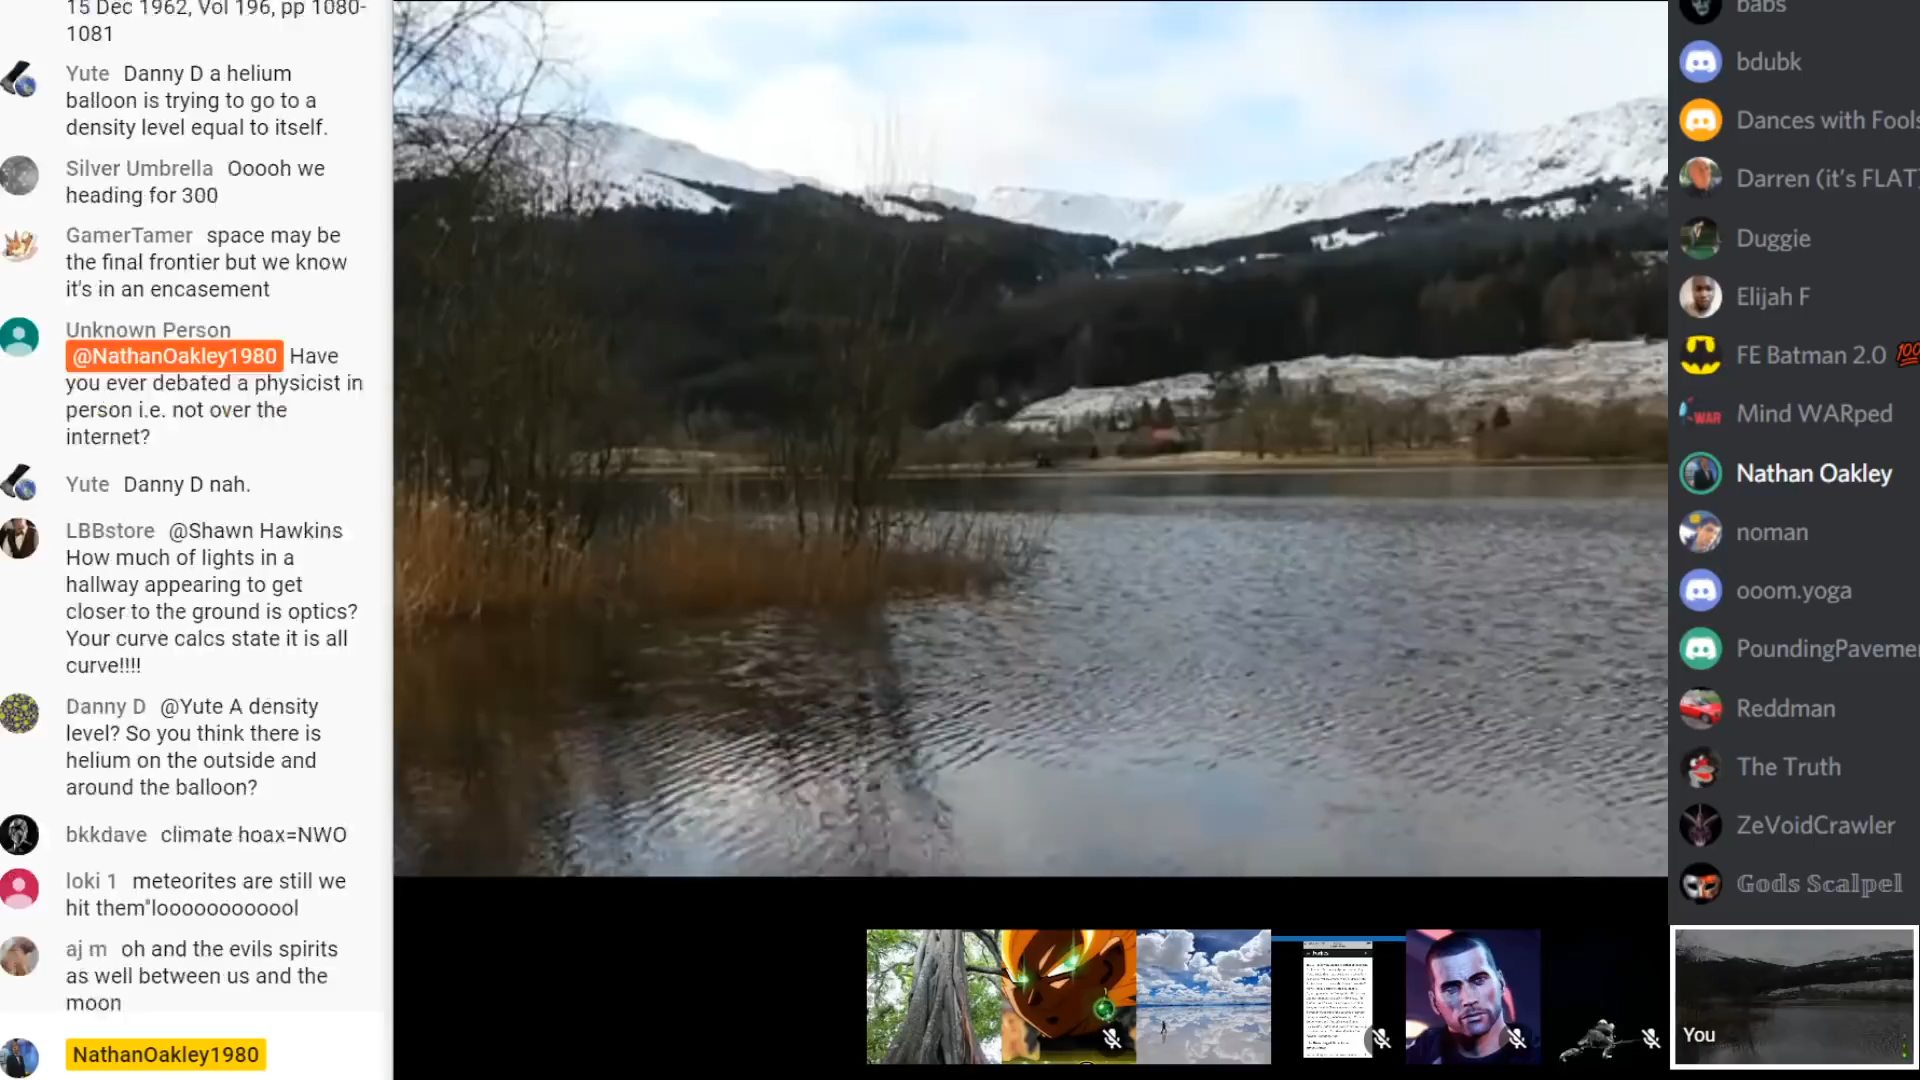 15 Dec 1962, Vol 196, pp 1080-
1081
Yute Danny D a helium
balloon is trying to go to a
density level equal to itself.
Silver Umbrella Ooooh we
heading for 300
GamerTamer space may be
the final frontier but we know
it's in an encasement
Unknown Person
@NathanOakley1980 Have
you ever debated a physicist in
person i.e. not over the
internet?
Yute Danny D nah.
LBBstore @Shawn Hawkins
How much of lights in a
hallway appearing to get
closer to the ground is optics?
Your curve calcs state it is all
curve!!!!
Danny D @Yute A density
level? So you think there is
helium on the outside and
around the balloon?
bkkdave climate hoax=NWO
loki 1 meteorites are still we
hit them"loooooooooool
aj m oh and the evils spirits
as well between us and the
moon
NathanOakley1980
babs
bdubk
Dances with Fools
Darren (it's FLAT)
Duggie
Elijah F
FE Batman 2.0 100
WAR
Mind WARped
Nathan Oakley
noman
ooom.yoga
PoundingPaveme
Reddman
The Truth
ZeVoidCrawler
Gods Scalpel
You